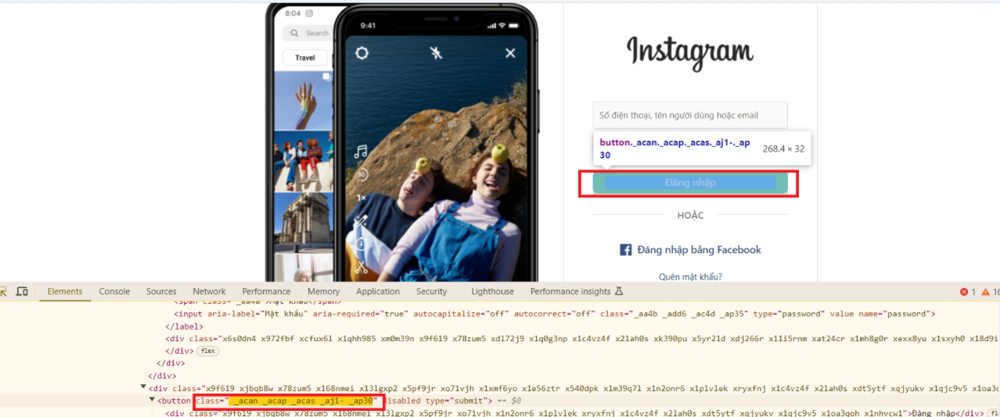 8:04
Search
Travel
9:41
30
1x
Instagram
Số điện thoại, tên người dùng hoặc email
button._acan._acap._acas._aj1-._ap
30
268.4 × 32
Đăng nhập
HOẶC
Đăng nhập bằng Facebook
Quên mật khẩu?
Elements Console Sources Network Performance Memory Application Security Lighthouse Performance insights 1 16
<span class="_aa4a">Mật khẩu</span>
<input aria-label="Mật khẩu" aria-required="true" autocapitalize="off" autocorrect="off" class="_aa4b _add6 _ac4d _ap35" type="password" value name="password">
</label>
<div class="x6s0dn4 x972fbf xcfux6l x1qhh985 xm0m39n x9f619 x78zum5 xdl72j9 x1q0g3np x1c4vz4f x2lah0s xk390pu x5yr21d xdj266r x11i5rnm xat24cr x1mh8g0r xexx8yu x1sxyh0 x18d9i
</div> flex
</div>
</div>
<div class="x9f619 xjbqb8w x78zum5 x168nmei x13lgxp2 x5pf9jr xo71vjh x1xmf6yo x1e56ztr x540dpk x1m39q7l x1n2onr6 x1plvlek xryxfnj x1c4vz4f x2lah0s xdt5ytf xqjyukv x1qjc9v5 x1oa3q
<button class=" _acan _acap _acas _aj1- _ap30" disabled type="submit"> == $0
<div class="x9f619 xjbqb8w x78zum5 x168nmei x13lgxp2 x5pf9jr xo71vjh x1n2onr6 x1plvlek xryxfnj x1c4vz4f x2lah0s xdt5ytf xqjyukv x1qjc9v5 x1oa3qoh x1nhvcw1">Đăng nhập</div>